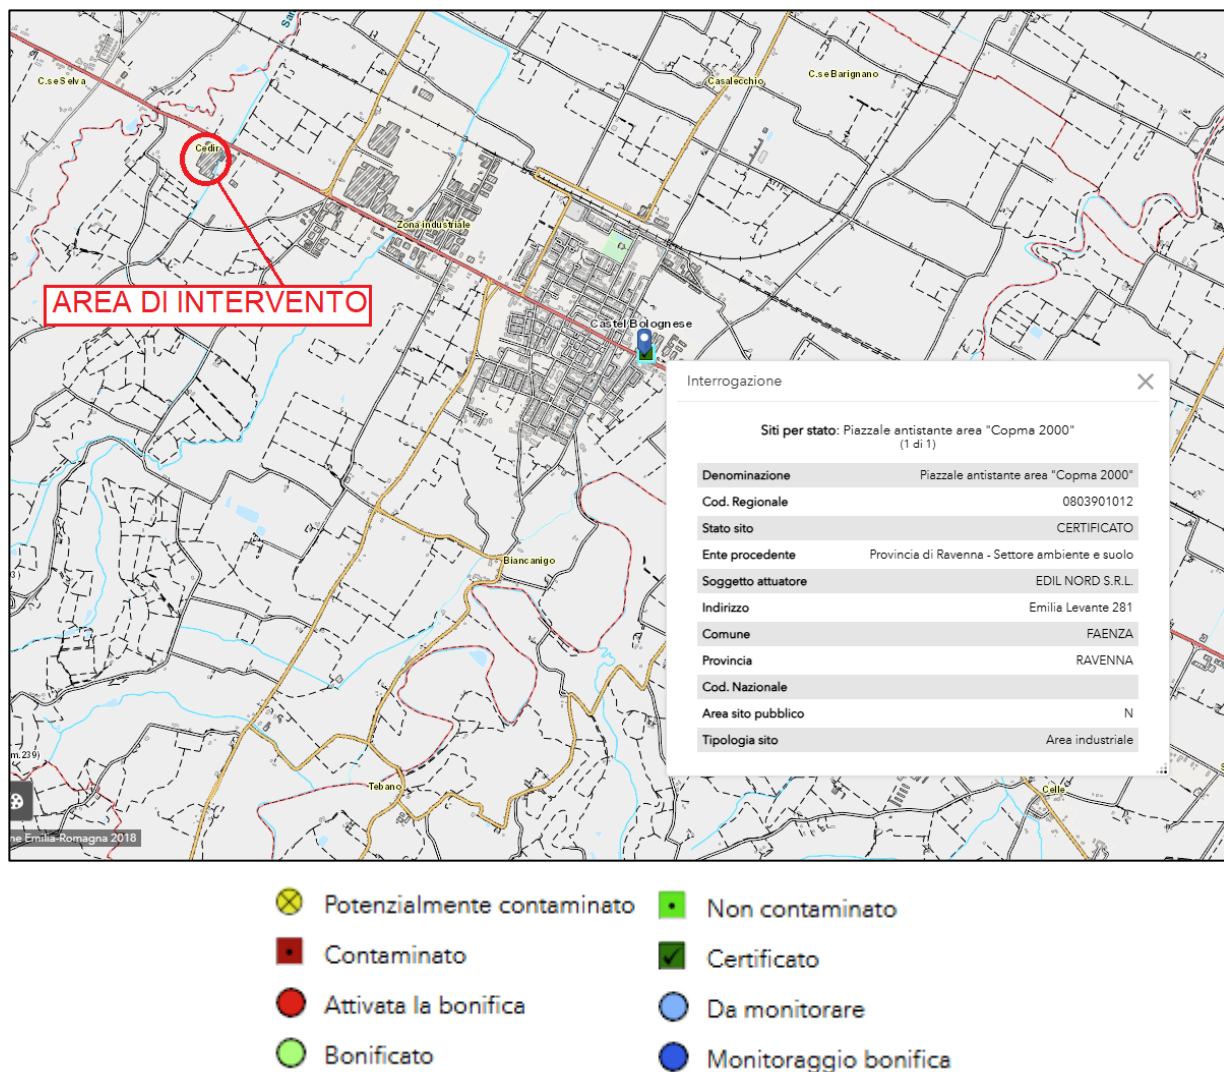 San
C.se Selva
Casalecchio
C.se Barignano
Cedir
Zona industriale
AREA DI INTERVENTO
Castel Bolognese
Interrogazione
Siti per stato: Piazzale antistante area "Copma 2000"
(1 di 1)
Denominazione Piazzale antistante area "Copma 2000"
Cod. Regionale 0803901012
Stato sito CERTIFICATO
Ente procedente Provincia di Ravenna - Settore ambiente e suolo
Soggetto attuatore EDIL NORD S.R.L.
Indirizzo Emilia Levante 281
Comune FAENZA
Provincia RAVENNA
Cod. Nazionale
Area sito pubblico N
Tipologia sito Area industriale
Biancanigo
3)
m.239)
Tebano
Celle
S
ne Emilia-Romagna 2018
Potenzialmente contaminato
Non contaminato
Contaminato
Certificato
Attivata la bonifica
Da monitorare
Bonificato
Monitoraggio bonifica